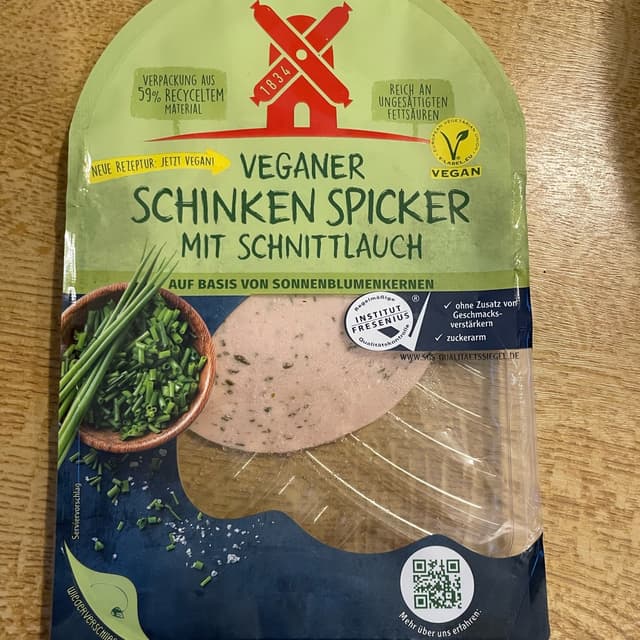 1834
VERPACKUNG AUS
59% RECYCELTEM
MATERIAL
REICH AN
UNGESÄTTIGTEN
FETTSÄUREN
NEUE REZEPTUR: JETZT VEGAN!
VEGAN
VEGANER
SCHINKEN SPICKER
MIT SCHNITTLAUCH
AUF BASIS VON SONNENBLUMENKERNEN
Regelmäßige
INSTITUT
FRESENIUS
Qualitätskontrolle
®
✓ ohne Zusatz von
Geschmacks-
verstärkern
✓ zuckerarm
WWW.SGS-QUALITAETSSIEGEL.DE
Serviervorschlag
Mehr über uns erfahren: